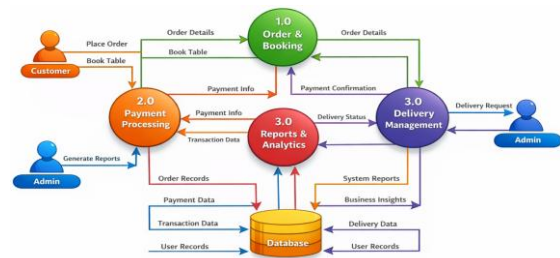 Place Order
Customer
Book Table
Order Details
Book Table
1.0
Order &
Booking
Order Details
Payment Info
Payment Confirmation
2.0
Payment
Processing
Payment Info
Transaction Data
3.0
Reports &
Analytics
Delivery Status
3.0
Delivery
Management
Delivery Request
Admin
Generate Reports
Admin
Order Records
Payment Data
Transaction Data
User Records
Database
System Reports
Business Insights
Delivery Data
User Records